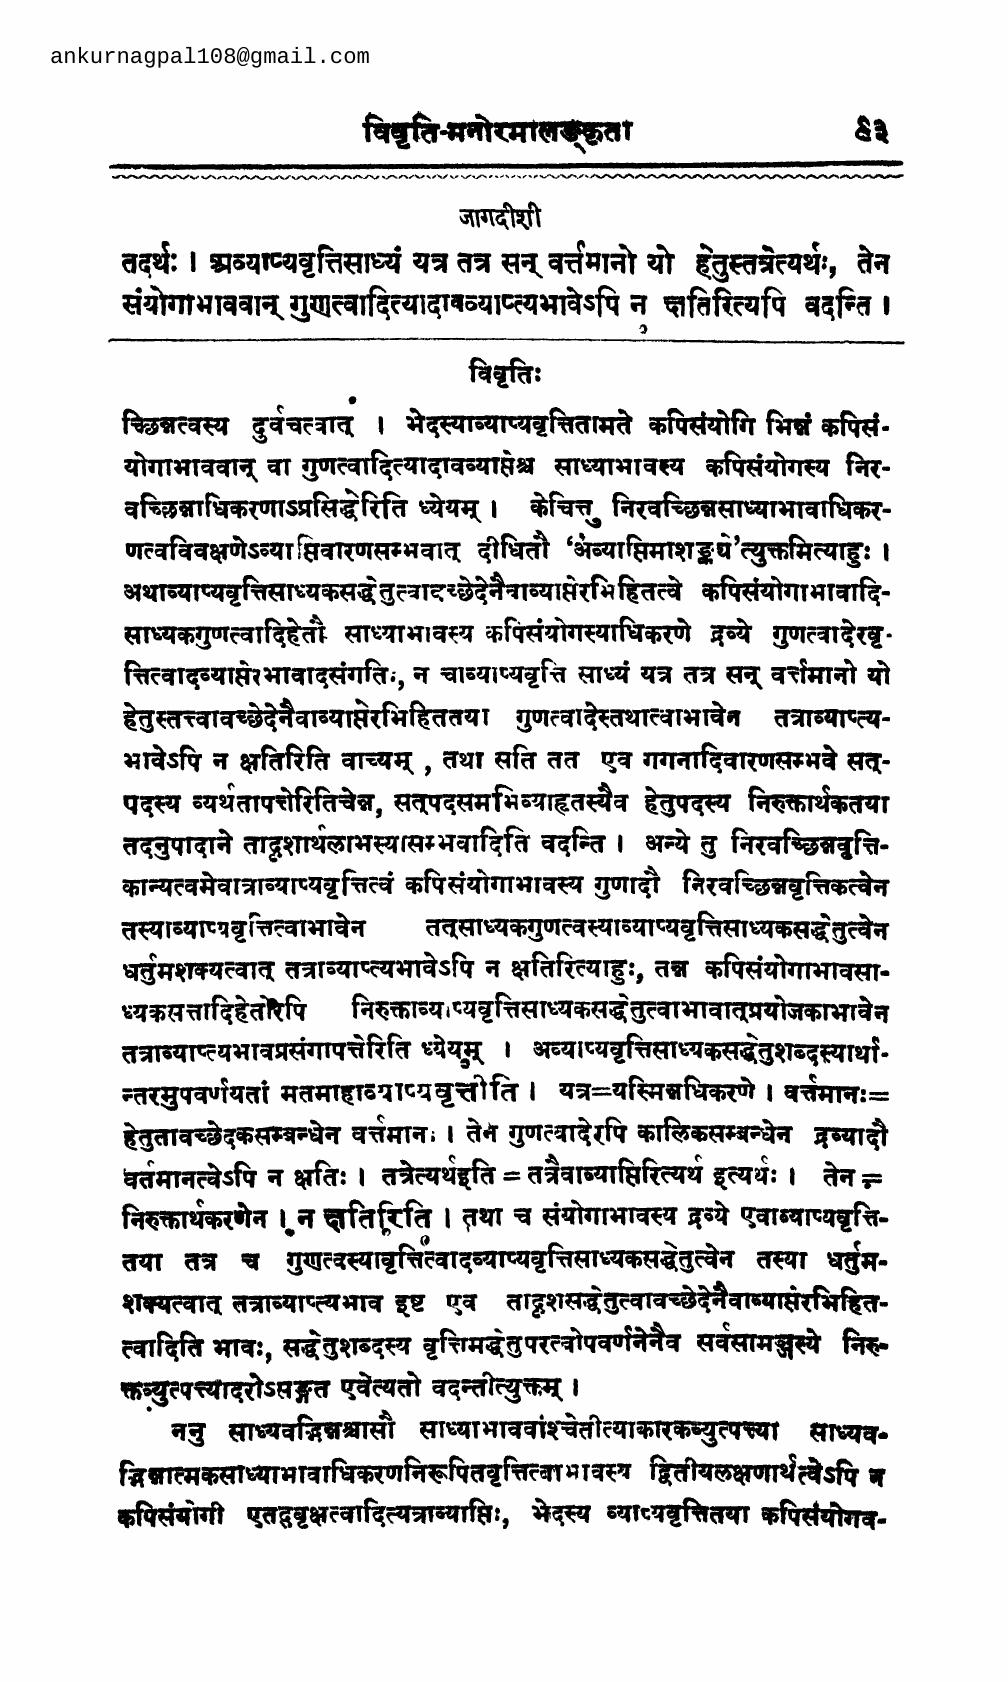 ankurnagpal108@gmail.com
विवृति-मनोरमालङ्कृता ६३
जागदीशी
तदर्थः । अव्याप्यवृत्तिसाध्यं यत्र तत्र सन् वर्त्तमानो यो हेतुस्तत्रेत्यर्थः, तेन
संयोगाभाववान् गुणत्वादित्यादावव्याप्त्यभावेऽपि न क्षतिरित्यपि वदन्ति ।
विवृतिः
च्छिन्नत्वस्य दुर्वचत्वात् । भेदस्याव्याप्यवृत्तितामते कपिसंयोगि भिन्नं कपिसं-
योगाभाववान् वा गुणत्वादित्यादावव्याप्तेश्च साध्याभावस्य कपिसंयोगस्य निर-
वच्छिन्नाधिकरणाऽप्रसिद्धेरिति ध्येयम् । केचित्तु निरवच्छिन्नसाध्याभावाधिकर-
णत्वविवक्षणेऽव्याप्तिवारणसम्भवात् दीधितौ ‘अव्याप्तिमाशङ्क्ये’त्युक्तमित्याहुः ।
अथाव्याप्यवृत्तिसाध्यकसद्धेतुत्वावच्छेदेनैवाव्याप्तेरभिहितत्वे कपिसंयोगाभावादि-
साध्यकगुणत्वादिहेतौ साध्याभावस्य कपिसंयोगस्याधिकरणे द्रव्ये गुणत्वादेरवृ-
त्तित्वादव्याप्तेरभावादसंगतिः, न चाव्याप्यवृत्ति साध्यं यत्र तत्र सन् वर्त्तमानो यो
हेतुस्तत्त्वावच्छेदेनैवाव्याप्तेरभिहिततया गुणत्वादेस्तथात्वाभावेन तत्राव्याप्त्य-
भावेऽपि न क्षतिरिति वाच्यम् , तथा सति तत एव गगनादिवारणसम्भवे सत्-
पदस्य व्यर्थतापत्तेरितिचेन्न, सत्पदसमभिव्याहृतस्यैव हेतुपदस्य निरुक्तार्थकतया
तदनुपादाने तादृशार्थलाभस्यासम्भवादिति वदन्ति । अन्ये तु निरवच्छिन्नवृत्ति-
कान्यत्वमेवात्राव्याप्यवृत्तित्वं कपिसंयोगाभावस्य गुणादौ निरवच्छिन्नवृत्तिकत्वेन
तस्याव्याप्यवृत्तित्वाभावेन तत्साध्यकगुणत्वस्याव्याप्यवृत्तिसाध्यकसद्धेतुत्वेन
धर्तुमशक्यत्वात् तत्राव्याप्त्यभावेऽपि न क्षतिरित्याहुः, तन्न कपिसंयोगाभावसा-
ध्यकसत्तादिहेतोरपि निरुक्ताव्याप्यवृत्तिसाध्यकसद्धेतुत्वाभावात्प्रयोजकाभावेन
तत्राव्याप्त्यभावप्रसंगापत्तेरिति ध्येयम् । अव्याप्यवृत्तिसाध्यकसद्धेतुशब्दस्यार्था-
न्तरमुपवर्णयतां मतमाहाव्याप्यवृत्तीति । यत्र=यस्मिन्नधिकरणे । वर्त्तमानः=
हेतुतावच्छेदकसम्बन्धेन वर्त्तमानः । तेन गुणत्वादेरपि कालिकसम्बन्धेन द्रव्यादौ
वर्तमानत्वेऽपि न क्षतिः । तत्रेत्यर्थइति = तत्रैवाव्याप्तिरित्यर्थ इत्यर्थः । तेन =
निरुक्तार्थकरणेन । न क्षतिरिति । तथा च संयोगाभावस्य द्रव्ये एवाव्याप्यवृत्ति-
तया तत्र च गुणत्वस्यावृत्तित्वादव्याप्यवृत्तिसाध्यकसद्धेतुत्वेन तस्या धर्तुम-
शक्यत्वात् तत्राव्याप्त्यभाव इष्ट एव तादृशसद्धेतुत्वावच्छेदेनैवाव्याप्तेरभिहित-
त्वादिति भावः, सद्धेतुशब्दस्य वृत्तिमद्धेतुपरत्वोपवर्णनेनैव सर्वसामञ्जस्ये निरु-
क्तव्युत्पत्त्यादरोऽसङ्गत एवेत्यतो वदन्तीत्युक्तम् ।
ननु साध्यवद्भिन्नश्चासौ साध्याभाववांश्चेतीत्याकारकव्युत्पत्त्या साध्यव-
द्भिन्नात्मकसाध्याभावाधिकरणनिरूपितवृत्तित्वाभावस्य द्वितीयलक्षणार्थत्वेऽपि न
कपिसंयोगी एतद्वृक्षत्वादित्यत्राव्याप्तिः, भेदस्य व्याप्यवृत्तितया कपिसंयोगव-